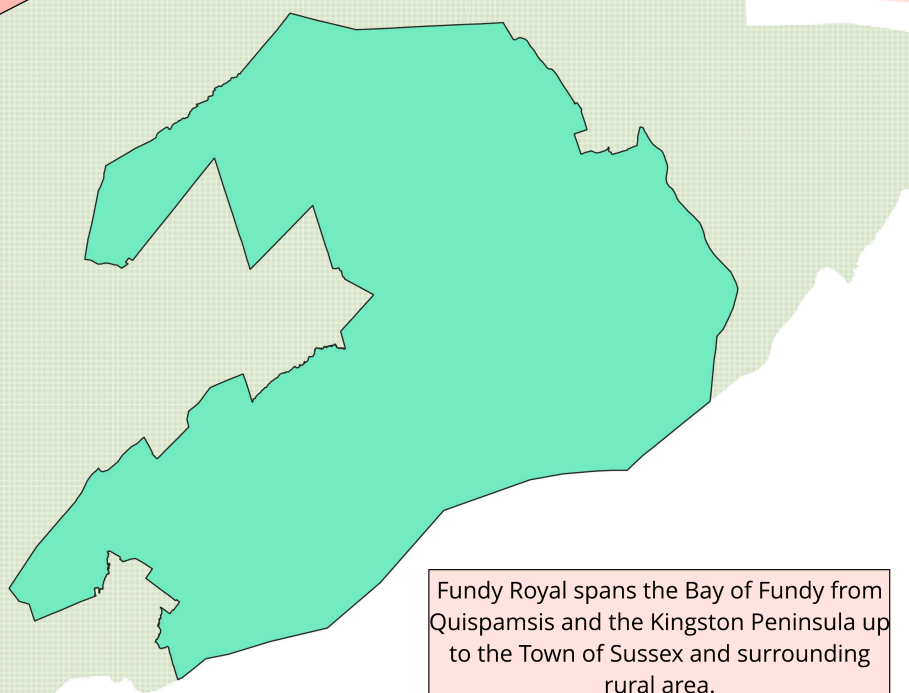 Fundy Royal spans the Bay of Fundy from
Quispamsis and the Kingston Peninsula up
to the Town of Sussex and surrounding
rural area.